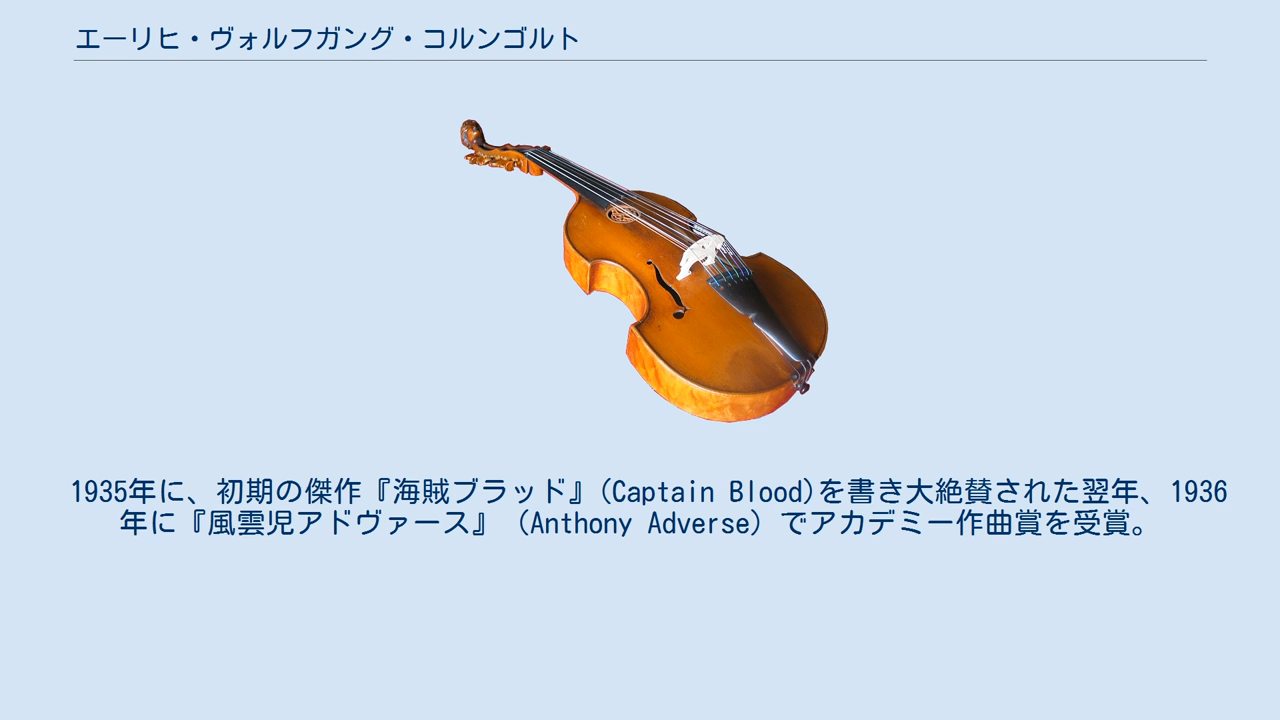 エーリヒ・ヴォルフガング・コルンゴルト
1935年に、初期の傑作『海賊ブラッド』(Captain Blood)を書き大絶賛された翌年、1936
年に『風雲児アドヴァース』（Anthony Adverse）でアカデミー作曲賞を受賞。